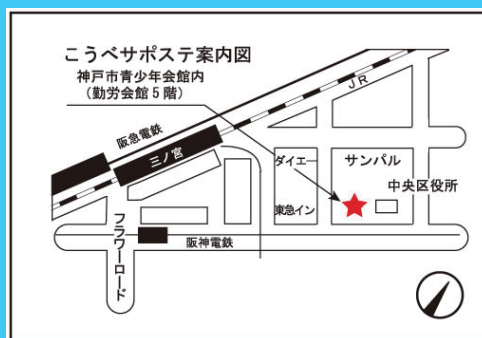 こうべサポステ案内図
神戸市青少年会館内
(勤労会館5階)
阪急電鉄
JR
三ノ宮
ダイエー
サンパル
中央区役所
東急イン
フラワーロード
阪神電鉄